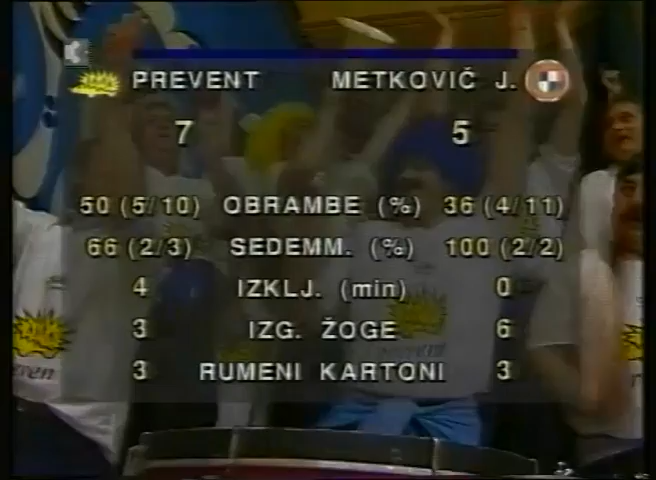 PREVENT METKOVIČ J.
7 5
50 (5/10) OBRAMBE (%) 36 (4/11)
66 (2/3) SEDEMM. (%) 100 (2/2)
4 IZKLJ. (min) 0
3 IZG. ŽOGE 6
3 RUMENI KARTONI 3